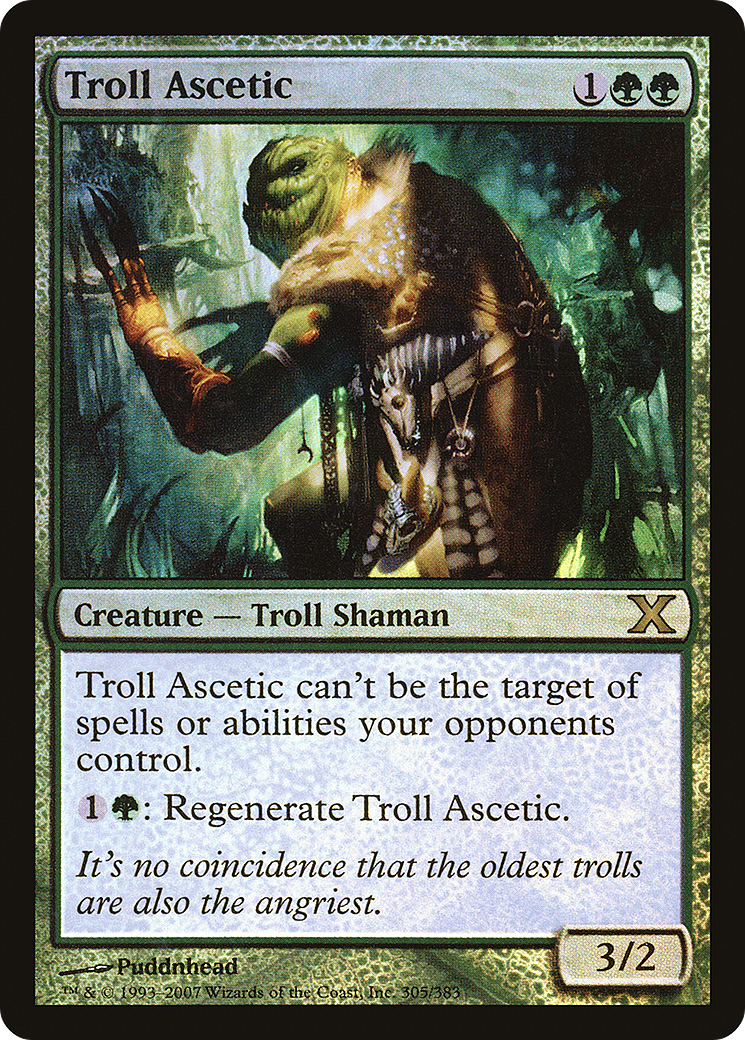 Troll Ascetic 1
Creature — Troll Shaman X
Troll Ascetic can't be the target of
spells or abilities your opponents
control.
1 : Regenerate Troll Ascetic.
It's no coincidence that the oldest trolls
are also the angriest.
3/2
Puddnhead
™ & © 1993–2007 Wizards of the Coast, Inc. 305/383